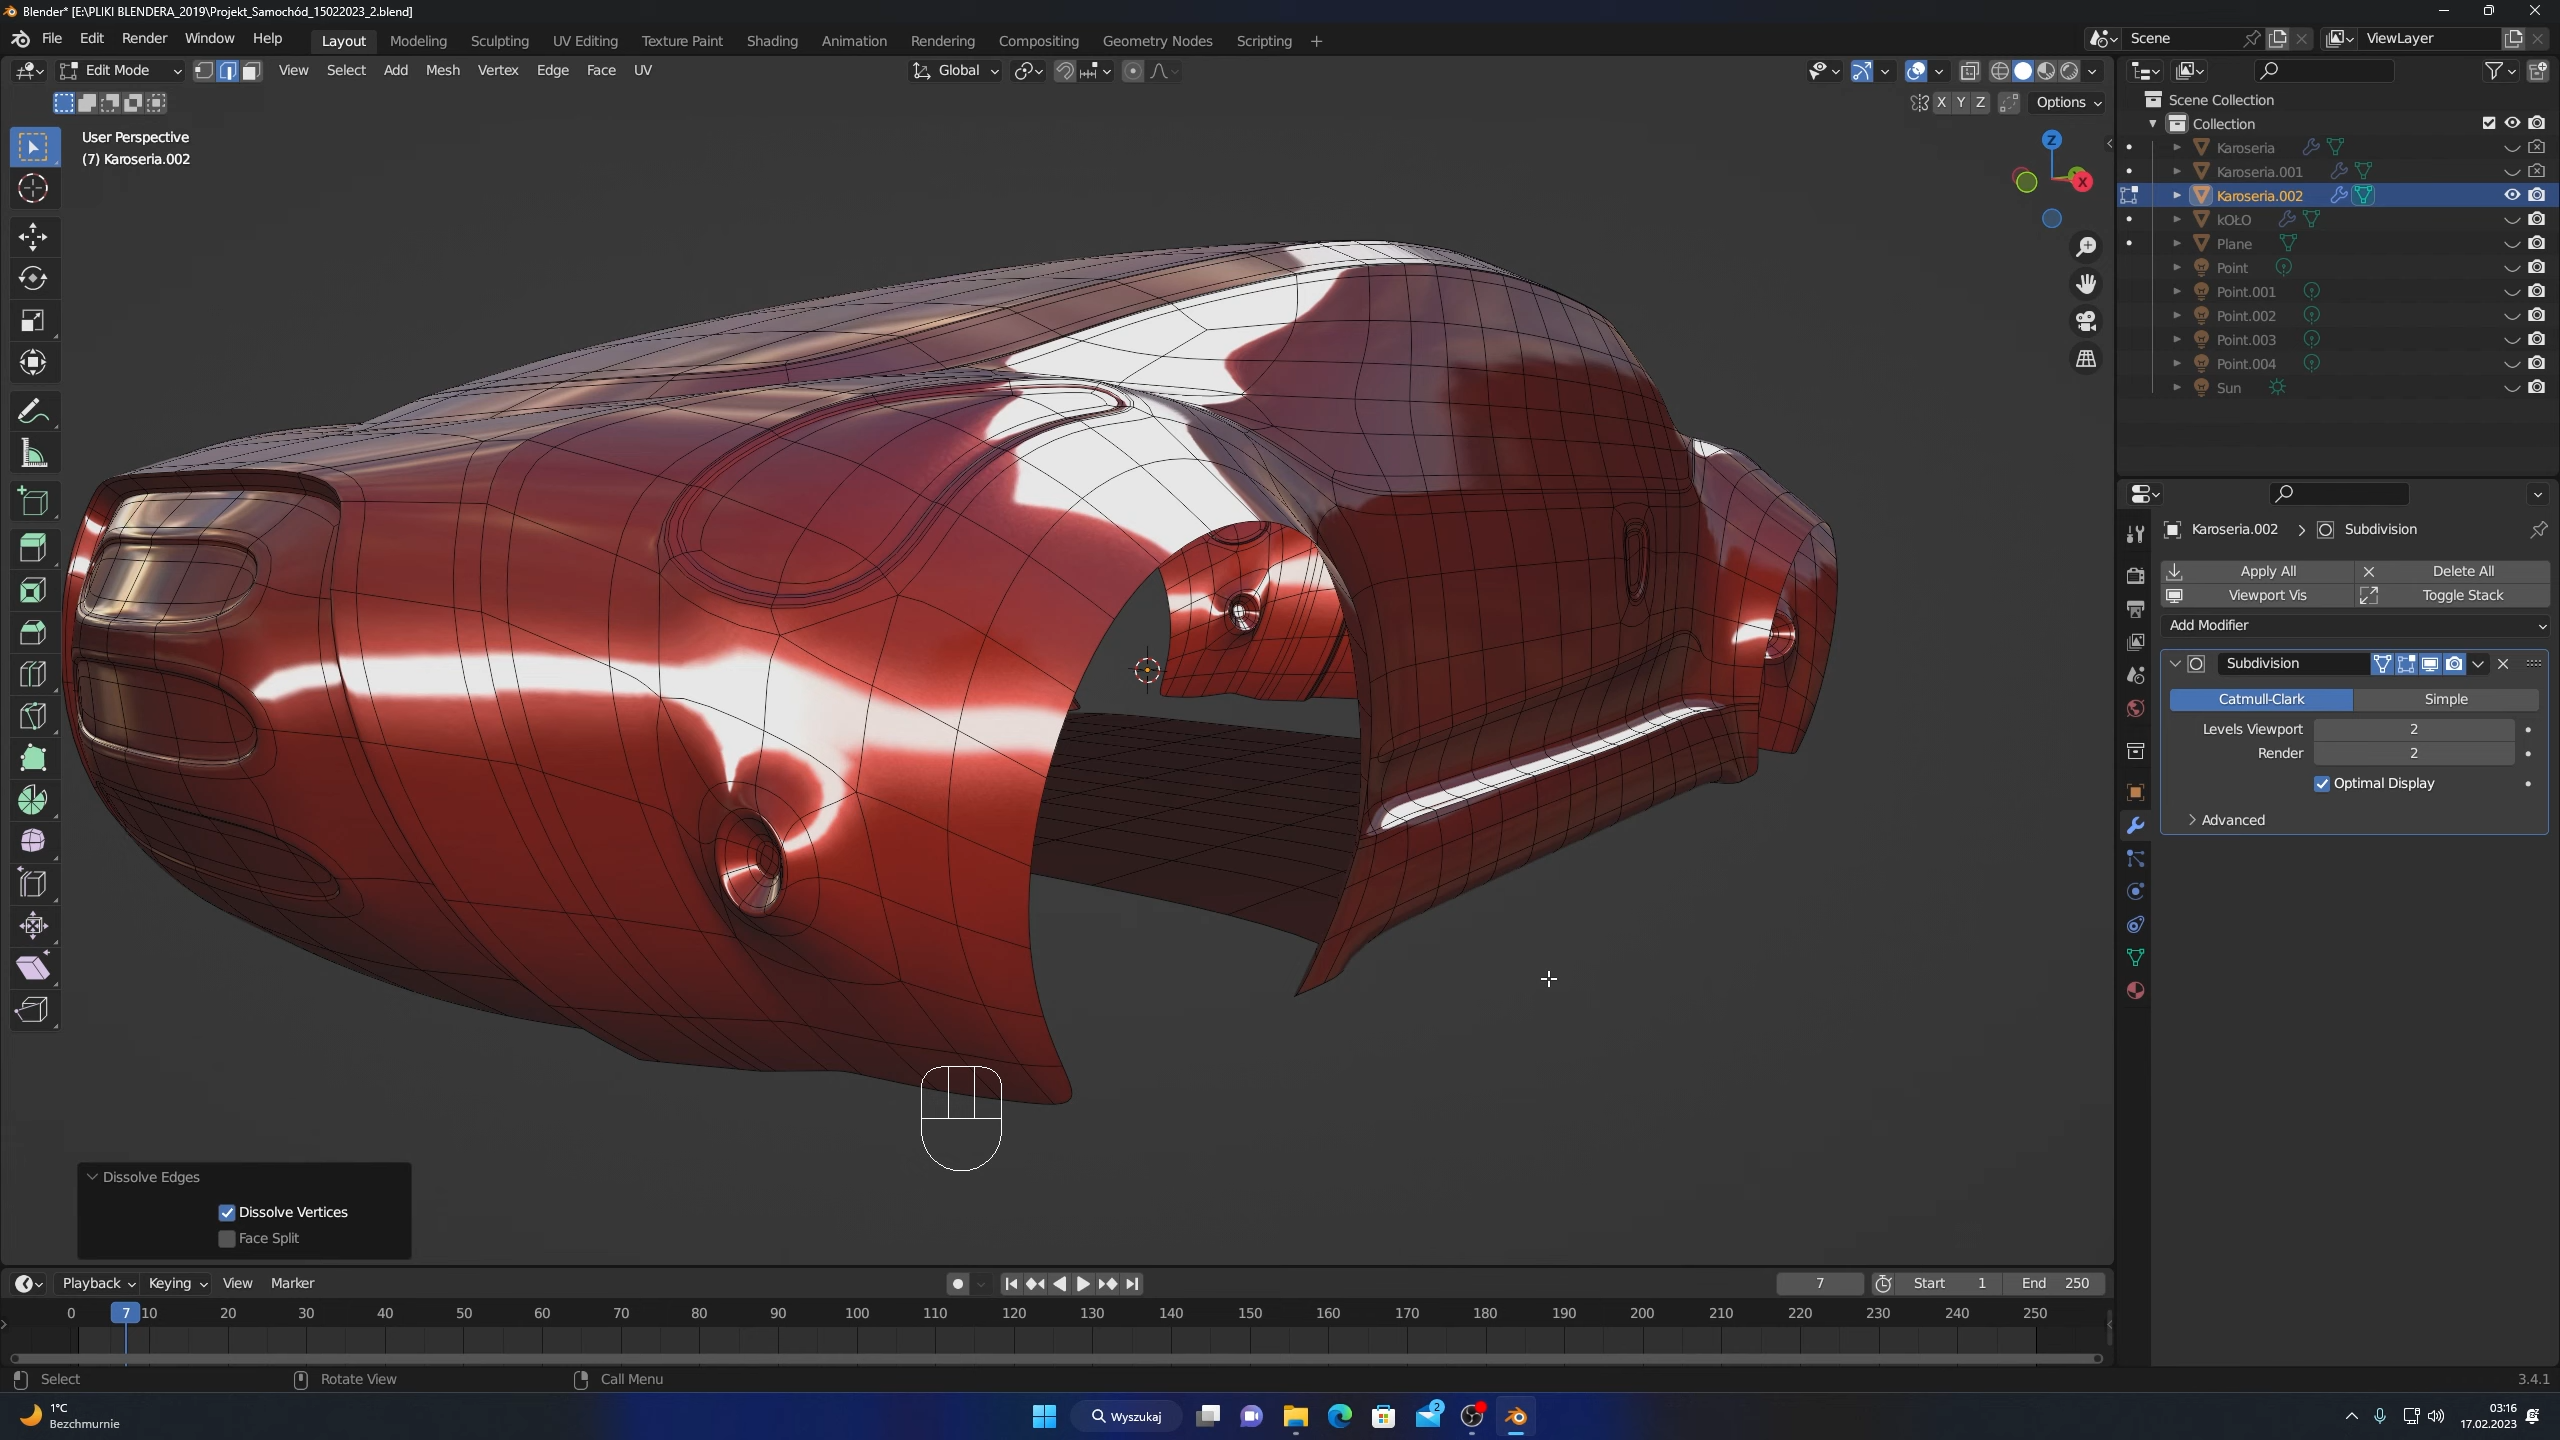 Blender* [E:\PLIKI BLENDERA_2019\Projekt_Samochód_15022023_2.blend]
File Edit Render Window Help Layout Modeling Sculpting UV Editing Texture Paint Shading Animation Rendering Compositing Geometry Nodes Scripting + Scene ViewLayer
Edit Mode View Select Add Mesh Vertex Edge Face UV Global
X Y Z Options
User Perspective
(7) Karoseria.002
Z
X
Scene Collection
Collection
Karoseria
Karoseria.001
Karoseria.002
kOŁO
Plane
Point
Point.001
Point.002
Point.003
Point.004
Sun
Karoseria.002 > Subdivision
Apply All Delete All
Viewport Vis Toggle Stack
Add Modifier
Subdivision
Catmull-Clark Simple
Levels Viewport 2
Render 2
Optimal Display
Advanced
Dissolve Edges
Dissolve Vertices
Face Split
Playback Keying View Marker 7 Start 1 End 250
0 7 10 20 30 40 50 60 70 80 90 100 110 120 130 140 150 160 170 180 190 200 210 220 230 240 250
Select Rotate View Call Menu 3.4.1
1°C
Bezchmurnie
Wyszukaj
2
03:16
17.02.2023